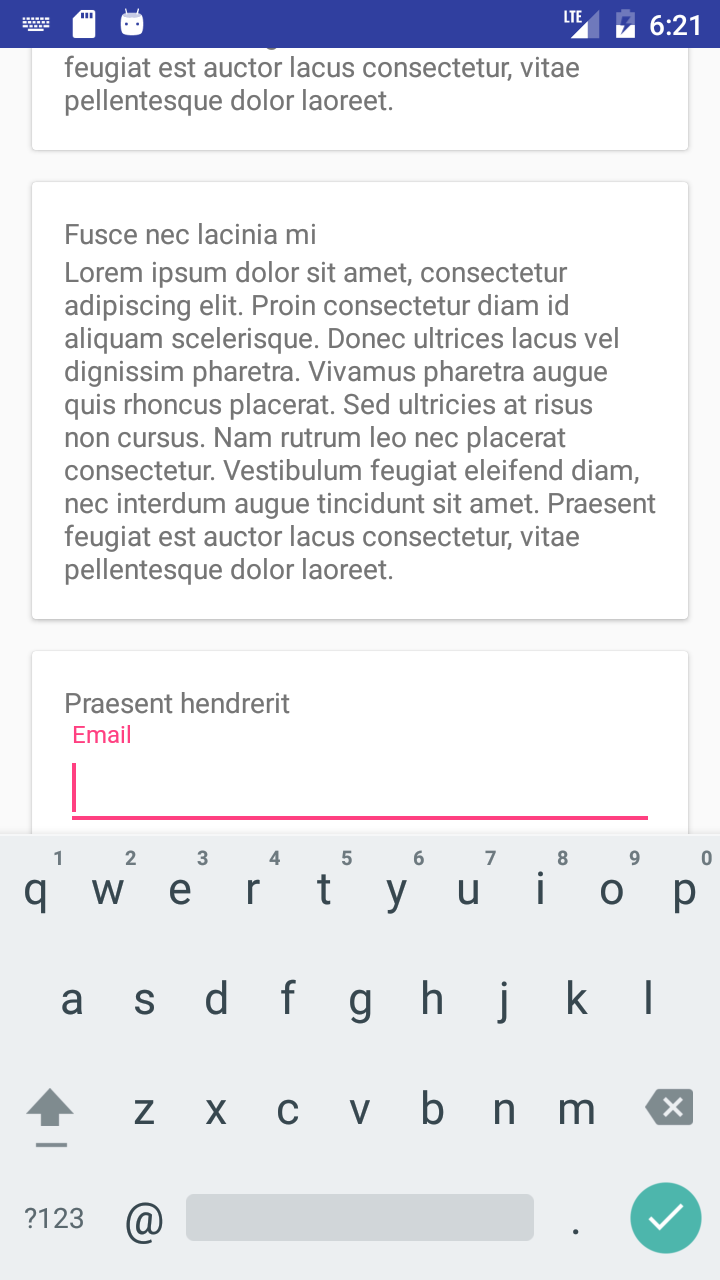 LTE 6:21
feugiat est auctor lacus consectetur, vitae
pellentesque dolor laoreet.
Fusce nec lacinia mi
Lorem ipsum dolor sit amet, consectetur
adipiscing elit. Proin consectetur diam id
aliquam scelerisque. Donec ultrices lacus vel
dignissim pharetra. Vivamus pharetra augue
quis rhoncus placerat. Sed ultricies at risus
non cursus. Nam rutrum leo nec placerat
consectetur. Vestibulum feugiat eleifend diam,
nec interdum augue tincidunt sit amet. Praesent
feugiat est auctor lacus consectetur, vitae
pellentesque dolor laoreet.
Praesent hendrerit
Email
1 2 3 4 5 6 7 8 9 0
q w e r t y u i o p
a s d f g h j k l
z x c v b n m
?123 @ .